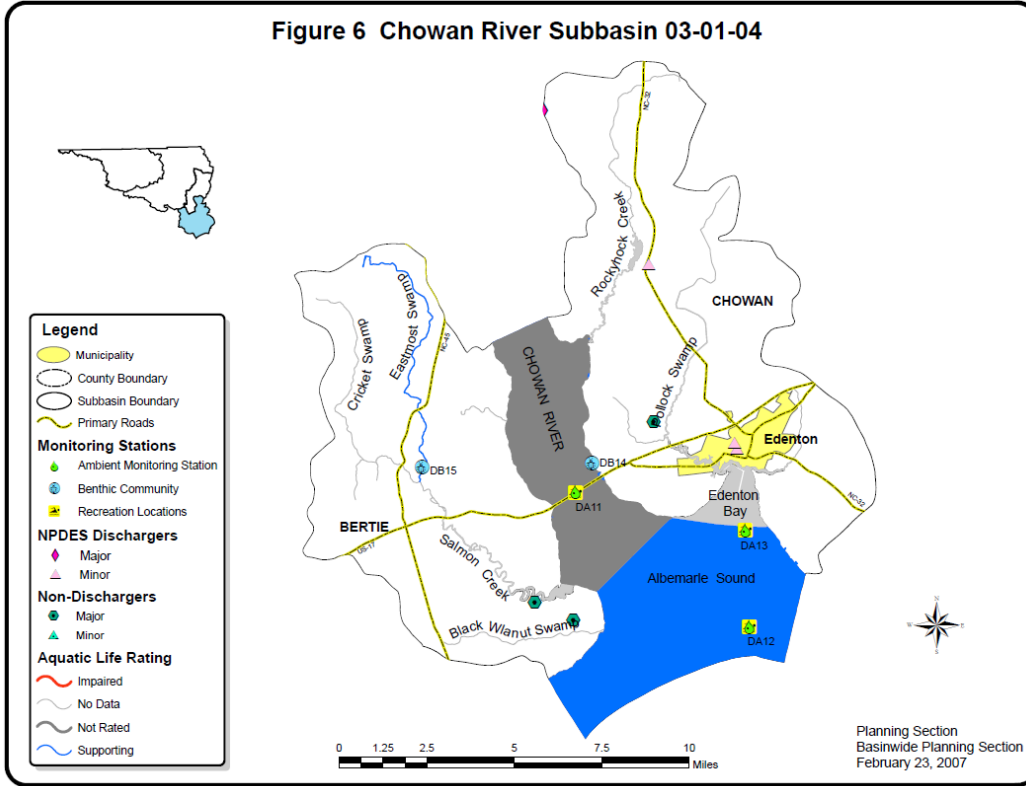 Figure 6 Chowan River Subbasin 03-01-04
NC-32
Rockyhock Creek
CHOWAN
Eastmost Swamp
Cricket Swamp
NC-45
CHOWAN RIVER
Pollock Swamp
Edenton
DB15
DB14
DA11
Edenton
Bay
NC-32
BERTIE
US-17
DA13
Salmon Creek
Albemarle Sound
Black Wlanut Swamp
DA12
N
W
E
S
Legend
Municipality
County Boundary
Subbasin Boundary
Primary Roads
Monitoring Stations
Ambient Monitoring Station
Benthic Community
Recreation Locations
NPDES Dischargers
Major
Minor
Non-Dischargers
Major
Minor
Aquatic Life Rating
Impaired
No Data
Not Rated
Supporting
0 1.25 2.5 5 7.5 10
Miles
Planning Section
Basinwide Planning Section
February 23, 2007